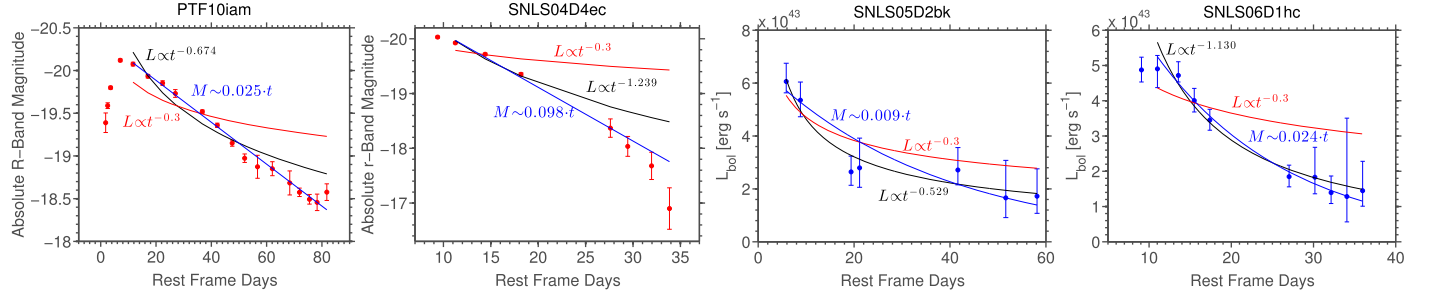 PTF10iam
−20.5
−20
−19.5
−19
−18.5
−18
Absolute R−Band Magnitude
L∝t^−0.674
M∼0.025·t
L∝t^−0.3
0 20 40 60 80
Rest Frame Days
SNLS04D4ec
−20
−19
−18
−17
Absolute r−Band Magnitude
L∝t^−0.3
L∝t^−1.239
M∼0.098·t
10 15 20 25 30 35
Rest Frame Days
SNLS05D2bk
x 10^43
8
6
4
2
0
L_bol [erg s^−1]
M∼0.009·t
L∝t^−0.3
L∝t^−0.529
0 20 40 60
Rest Frame Days
SNLS06D1hc
x 10^43
6
5
4
3
2
1
0
L_bol [erg s^−1]
L∝t^−1.130
L∝t^−0.3
M∼0.024·t
10 20 30 40
Rest Frame Days